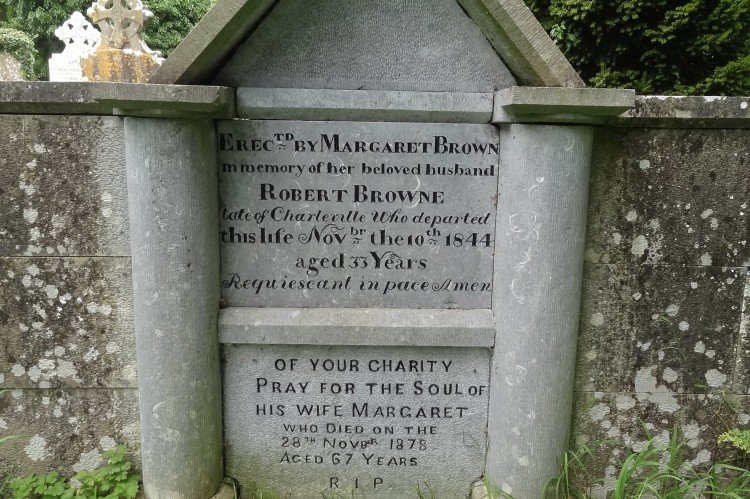 ERECTD BY MARGARET BROWN
in memory of her beloved husband
ROBERT BROWNE
late of Charleville Who departed
this life Novbr the 10th 1844
aged 33 Years
Requiescant in pace Amen
OF YOUR CHARITY
PRAY FOR THE SOUL OF
HIS WIFE MARGARET
WHO DIED ON THE
28TH NOVBR 1878
AGED 67 YEARS
R I P